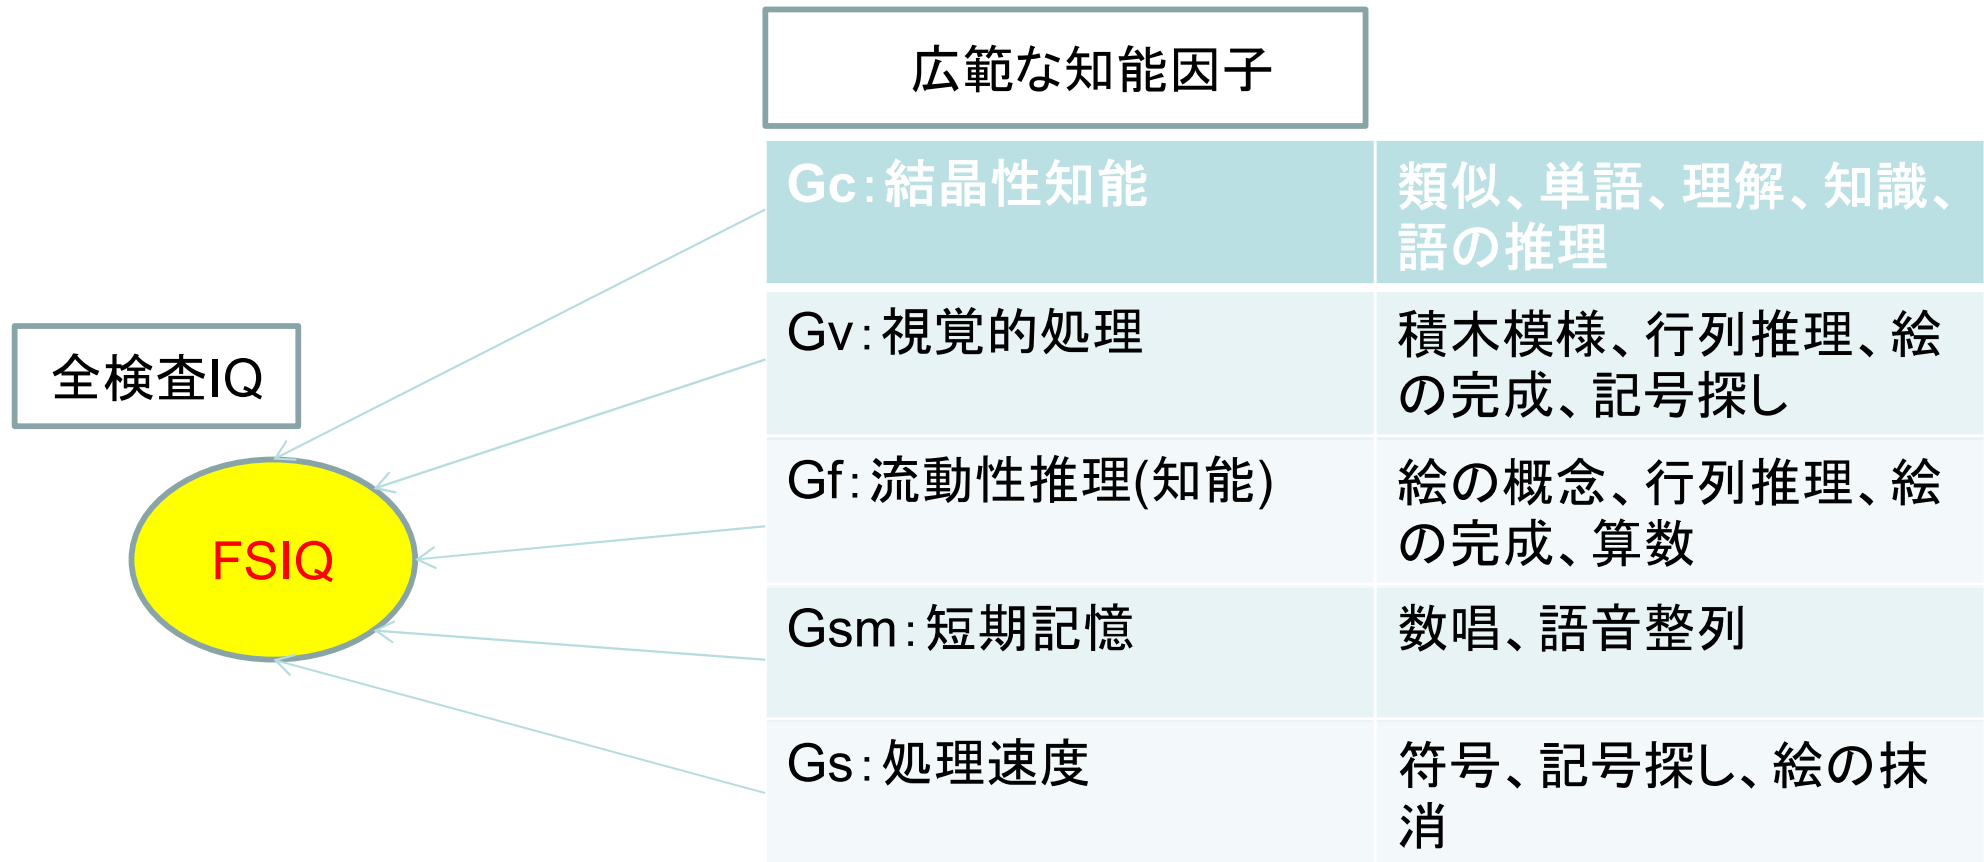 広範な知能因子
Gc：結晶性知能
類似、単語、理解、知識、
語の推理
Gv：視覚的処理
積木模様、行列推理、絵
の完成、記号探し
全検査IQ
Gf：流動性推理(知能)
絵の概念、行列推理、絵
の完成、算数
FSIQ
Gsm：短期記憶
数唱、語音整列
Gs：処理速度
符号、記号探し、絵の抹
消